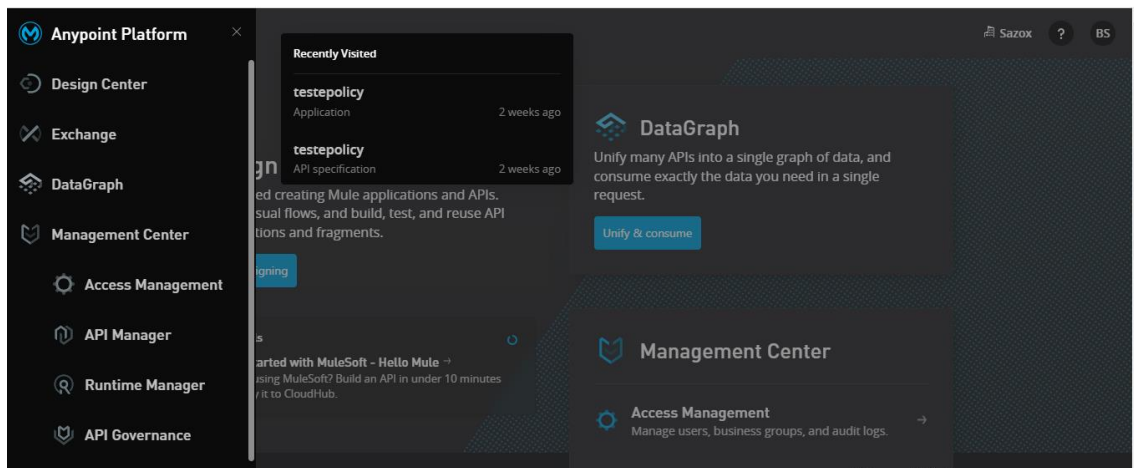 Anypoint Platform
×
Design Center
Exchange
DataGraph
Management Center
Access Management
API Manager
Runtime Manager
API Governance
Recently Visited
testepolicy
Application 2 weeks ago
testepolicy
API specification 2 weeks ago
Sazox ? BS
gn
ed creating Mule applications and APIs.
sual flows, and build, test, and reuse API
tions and fragments.
igning
ls
tarted with MuleSoft - Hello Mule →
using MuleSoft? Build an API in under 10 minutes
y it to CloudHub.
DataGraph
Unify many APIs into a single graph of data, and
consume exactly the data you need in a single
request.
Unify & consume
Management Center
Access Management →
Manage users, business groups, and audit logs.